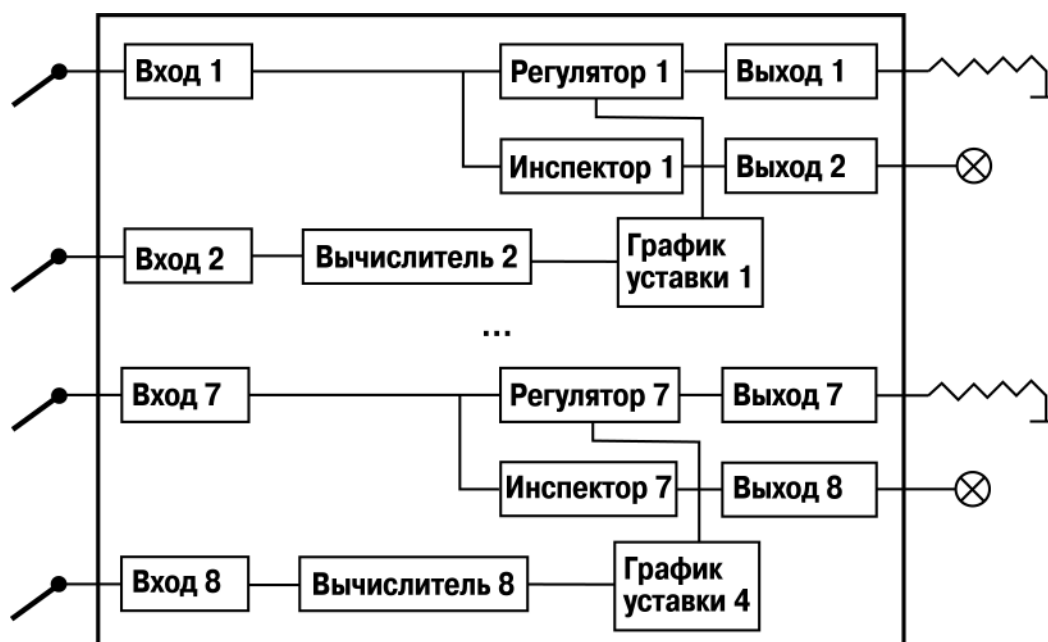 Вход 1
Регулятор 1
Выход 1
Инспектор 1
Выход 2
Вход 2
Вычислитель 2
График
уставки 1
...
Вход 7
Регулятор 7
Выход 7
Инспектор 7
Выход 8
Вход 8
Вычислитель 8
График
уставки 4